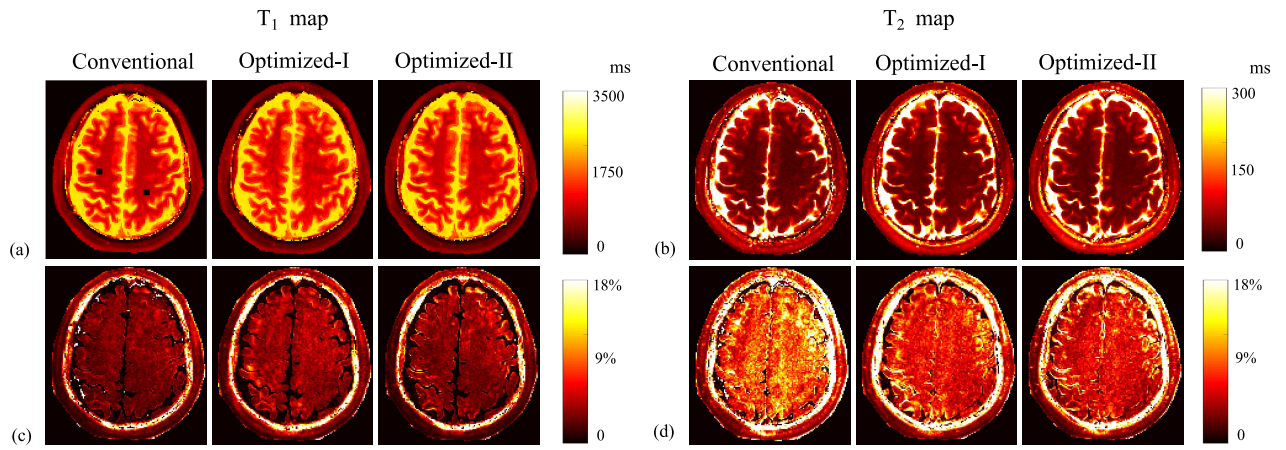 T1 map
T2 map
Conventional Optimized-I Optimized-II ms
Conventional Optimized-I Optimized-II ms
3500
1750
0
300
150
0
(a)
(b)
18%
9%
0
18%
9%
0
(c)
(d)